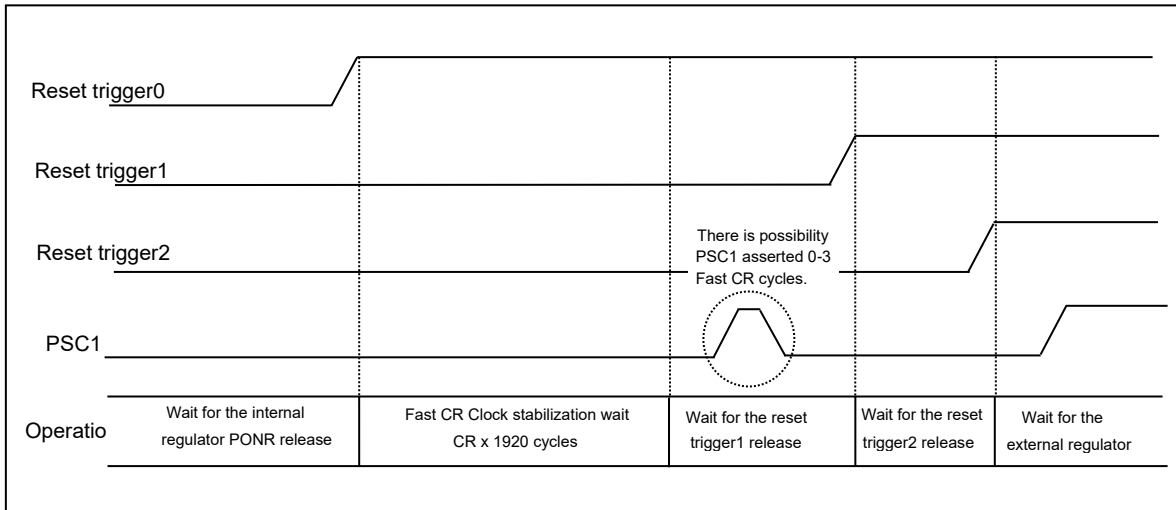 Reset trigger0
Reset trigger1
Reset trigger2
There is possibility
PSC1 asserted 0-3
Fast CR cycles.
PSC1
Operatio
Wait for the internal
regulator PONR release
Fast CR Clock stabilization wait
CR x 1920 cycles
Wait for the reset
trigger1 release
Wait for the reset
trigger2 release
Wait for the
external regulator